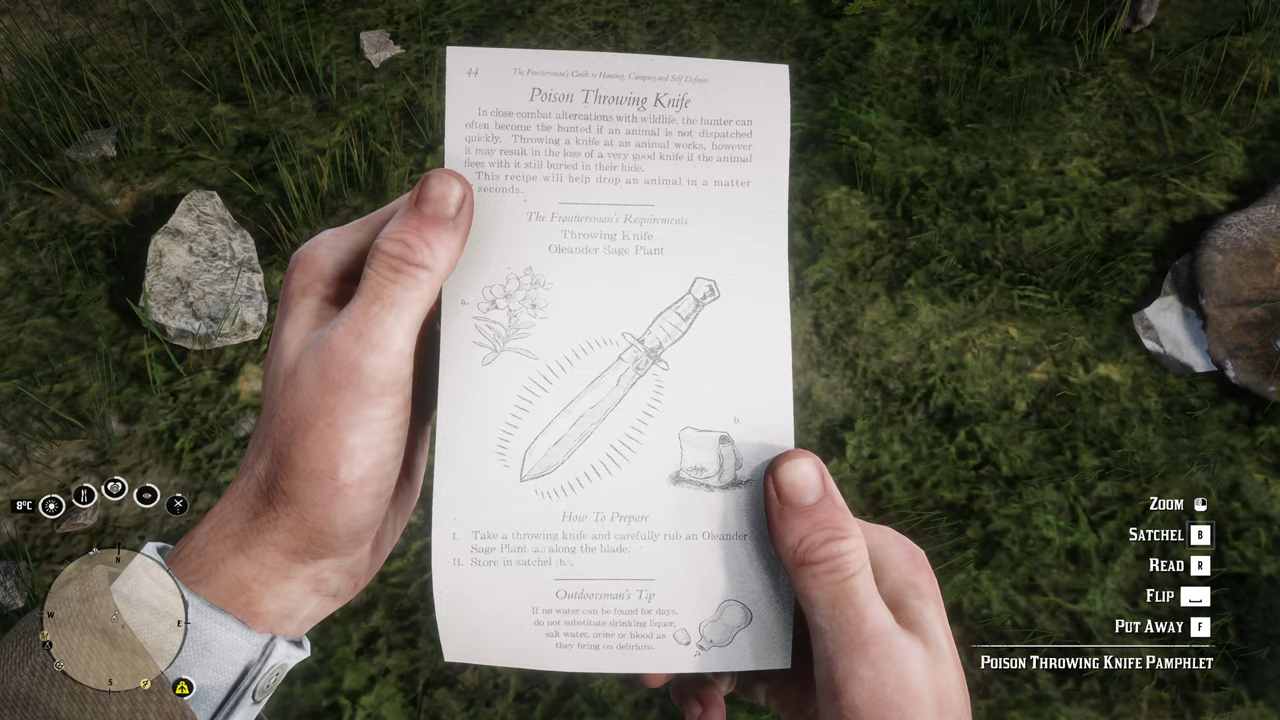 44 The Frontiersman's Guide to Hunting, Camping and Self Defense.
Poison Throwing Knife
In close combat altercations with wildlife, the hunter can
often become the hunted if an animal is not dispatched
quickly. Throwing a knife at an animal works, however
it may result in the loss of a very good knife if the animal
flees with it still buried in their hide.
This recipe will help drop an animal in a matter
seconds.
The Frontiersman's Requirements
Throwing Knife
Oleander Sage Plant
a.
b.
How To Prepare
I. Take a throwing knife and carefully rub an Oleander
Sage Plant (a.) along the blade.
II. Store in satchel (b.).
Outdoorsman's Tip
If no water can be found for days,
do not substitute drinking liquor,
salt water, urine or blood as
they bring on delirium.
8°C
N
W
E
S
ZOOM
SATCHEL B
READ R
FLIP
PUT AWAY F
POISON THROWING KNIFE PAMPHLET